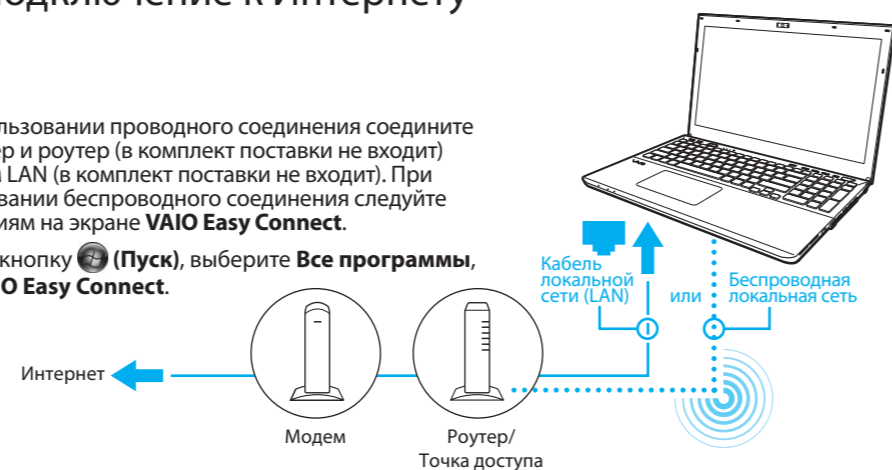 одключение к Интернету
льзовании проводного соединения соедините
ер и роутер (в комплект поставки не входит)
LAN (в комплект поставки не входит). При
вании беспроводного соединения следуйте
иям на экране VAIO Easy Connect.
кнопку (Пуск), выберите Все программы,
O Easy Connect.
Кабель
локальной
сети (LAN)
или
Беспроводная
локальная сеть
Интернет
Модем
Роутер/
Точка доступа